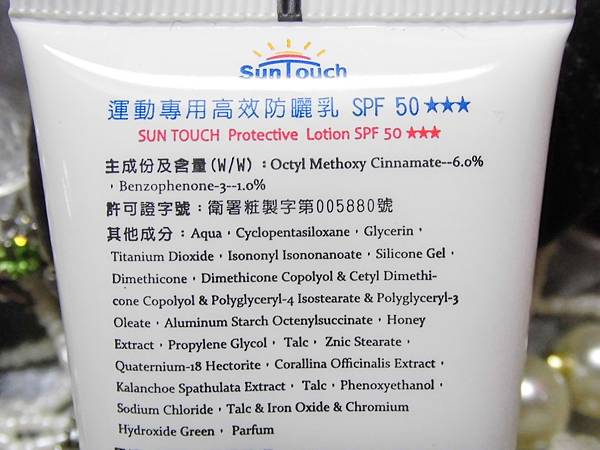 Sun Touch
運動專用高效防曬乳 SPF 50 ★★★
SUN TOUCH Protective Lotion SPF 50 ★★★
主成份及含量(W/W)：Octyl Methoxy Cinnamate--6.0%
，Benzophenone-3--1.0%
許可證字號：衛署粧製字第005880號
其他成分：Aqua，Cyclopentasiloxane，Glycerin，
Titanium Dioxide，Isononyl Isononanoate，Silicone Gel，
Dimethicone，Dimethicone Copolyol & Cetyl Dimethi-
cone Copolyol & Polyglyceryl-4 Isostearate & Polyglyceryl-3
Oleate，Aluminum Starch Octenylsuccinate，Honey
Extract，Propylene Glycol，Talc，Znic Stearate，
Quaternium-18 Hectorite，Corallina Officinalis Extract，
Kalanchoe Spathulata Extract，Talc，Phenoxyethanol，
Sodium Chloride，Talc & Iron Oxide & Chromium
Hydroxide Green，Parfum